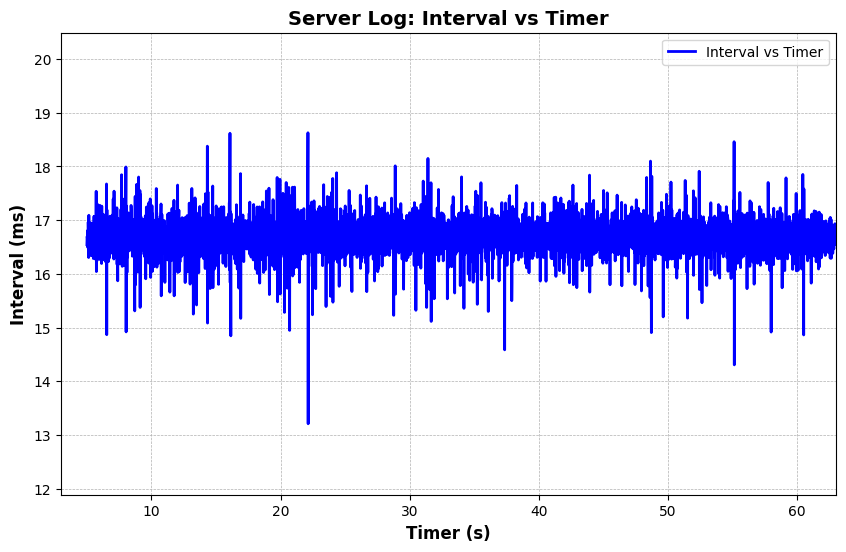 Server Log: Interval vs Timer
Interval vs Timer
20
19
18
17
16
15
14
13
12
Interval (ms)
10 20 30 40 50 60
Timer (s)